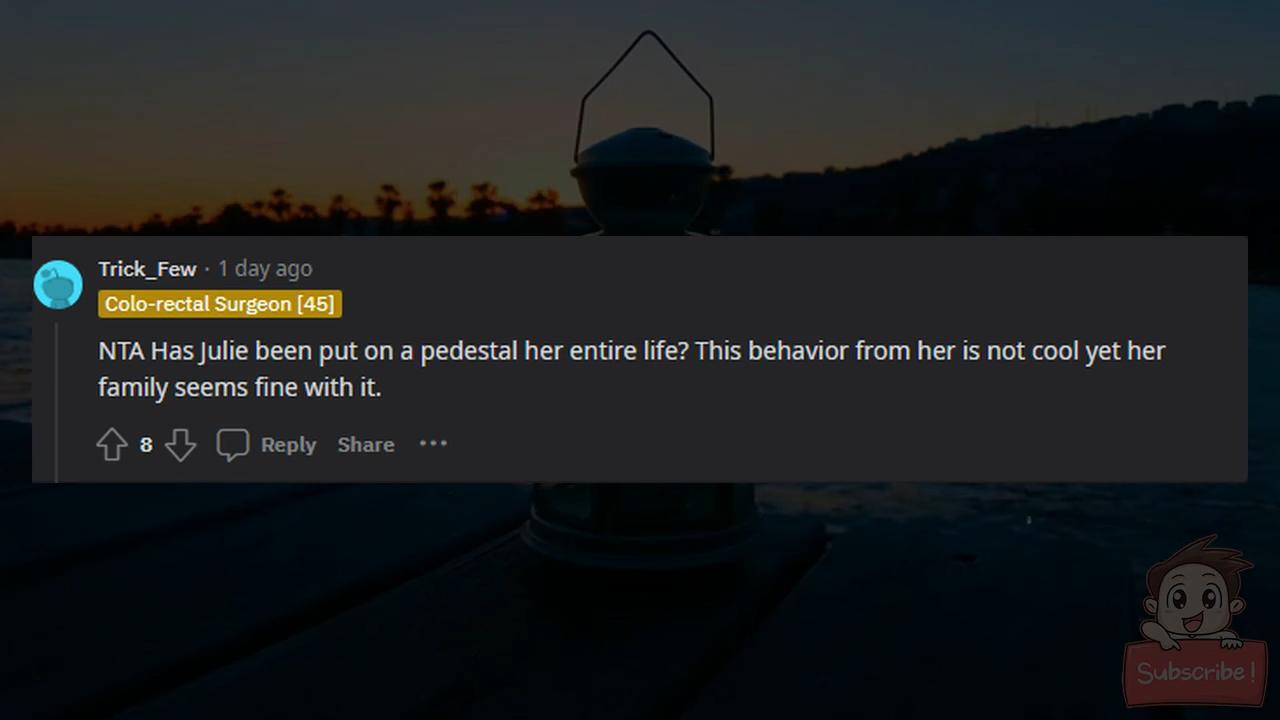 Trick_Few · 1 day ago
Colo-rectal Surgeon [45]
NTA Has Julie been put on a pedestal her entire life? This behavior from her is not cool yet her
family seems fine with it.
8 Reply Share ···
Subscribe !